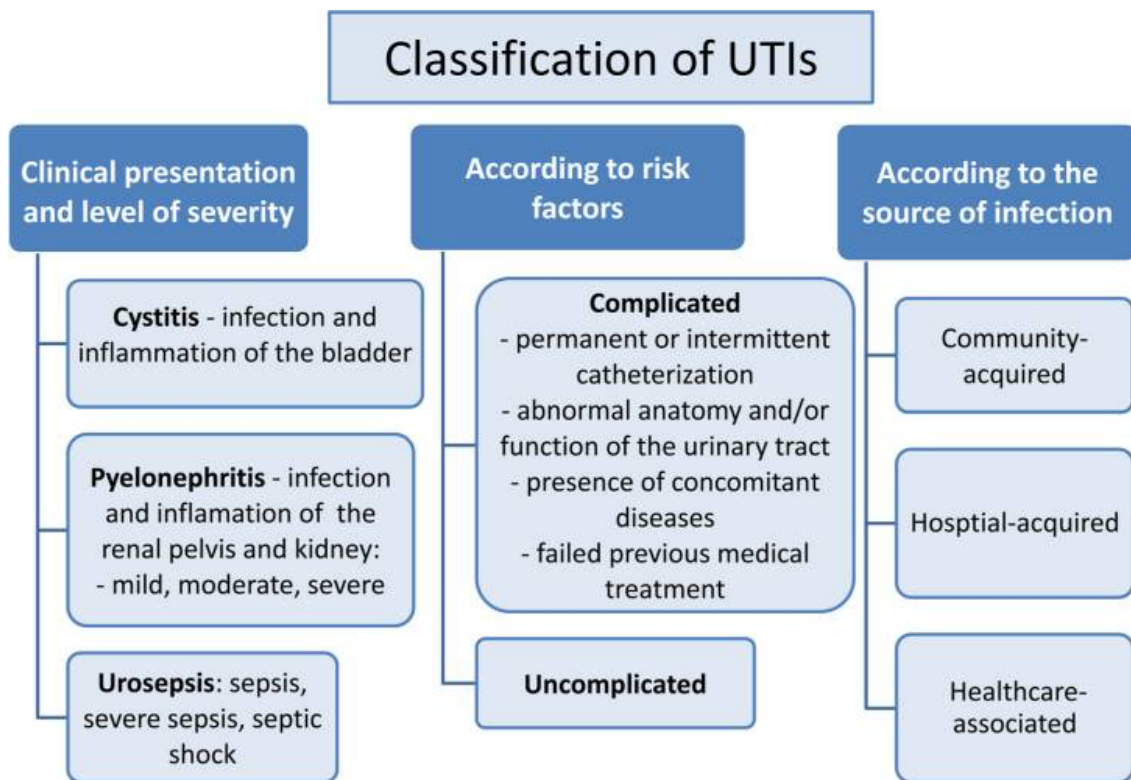 Classification of UTIs
Clinical presentation
and level of severity
Cystitis - infection and
inflammation of the bladder
Pyelonephritis - infection
and inflamation of the
renal pelvis and kidney:
- mild, moderate, severe
Urosepsis: sepsis,
severe sepsis, septic
shock
According to risk
factors
Complicated
- permanent or intermittent
catheterization
- abnormal anatomy and/or
function of the urinary tract
- presence of concomitant
diseases
- failed previous medical
treatment
Uncomplicated
According to the
source of infection
Community-
acquired
Hosptial-acquired
Healthcare-
associated